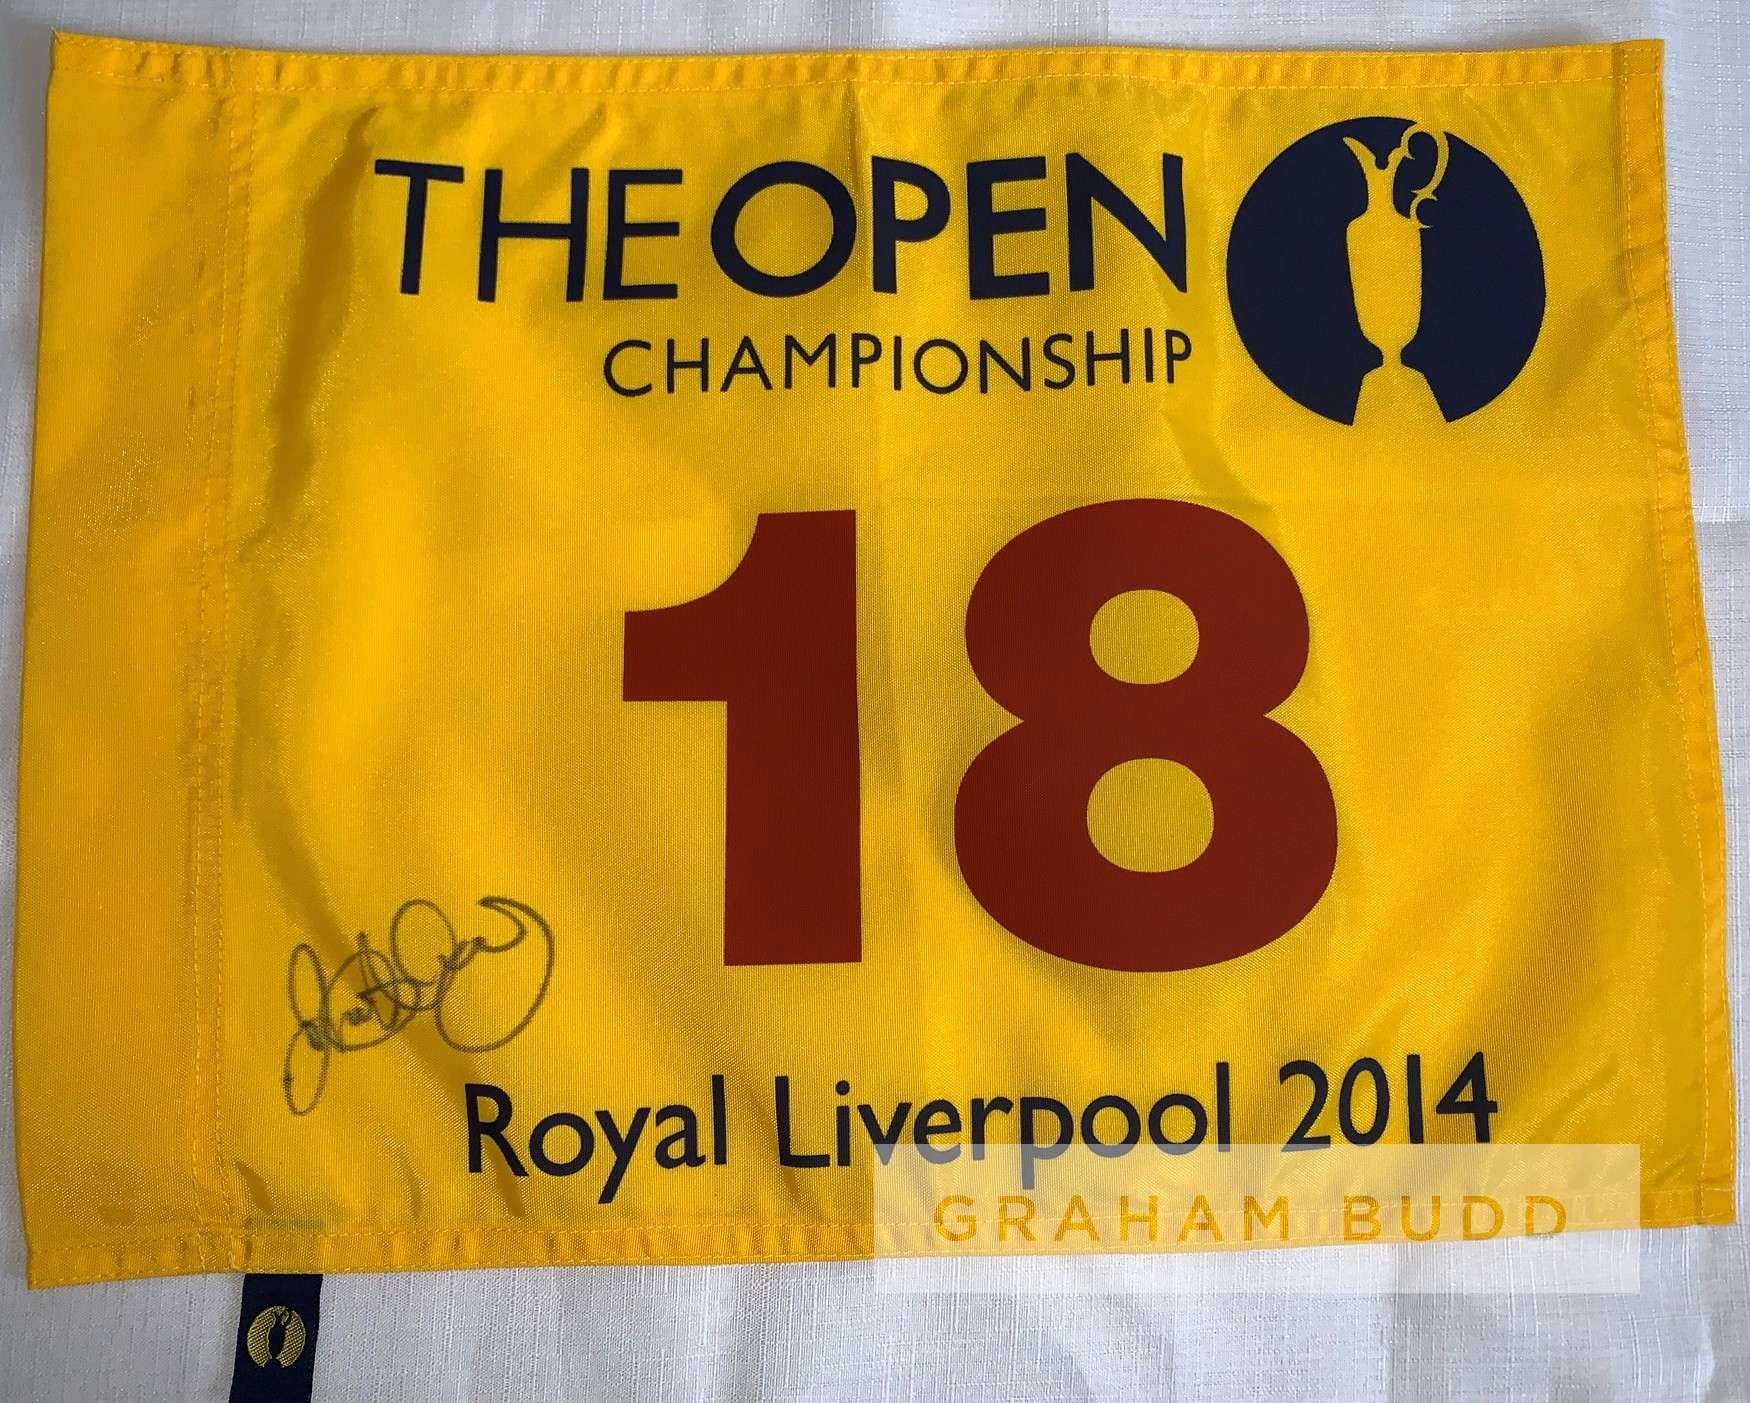 THE OPEN
CHAMPIONSHIP
18
Royal Liverpool 2014
GRAHAM BUDD